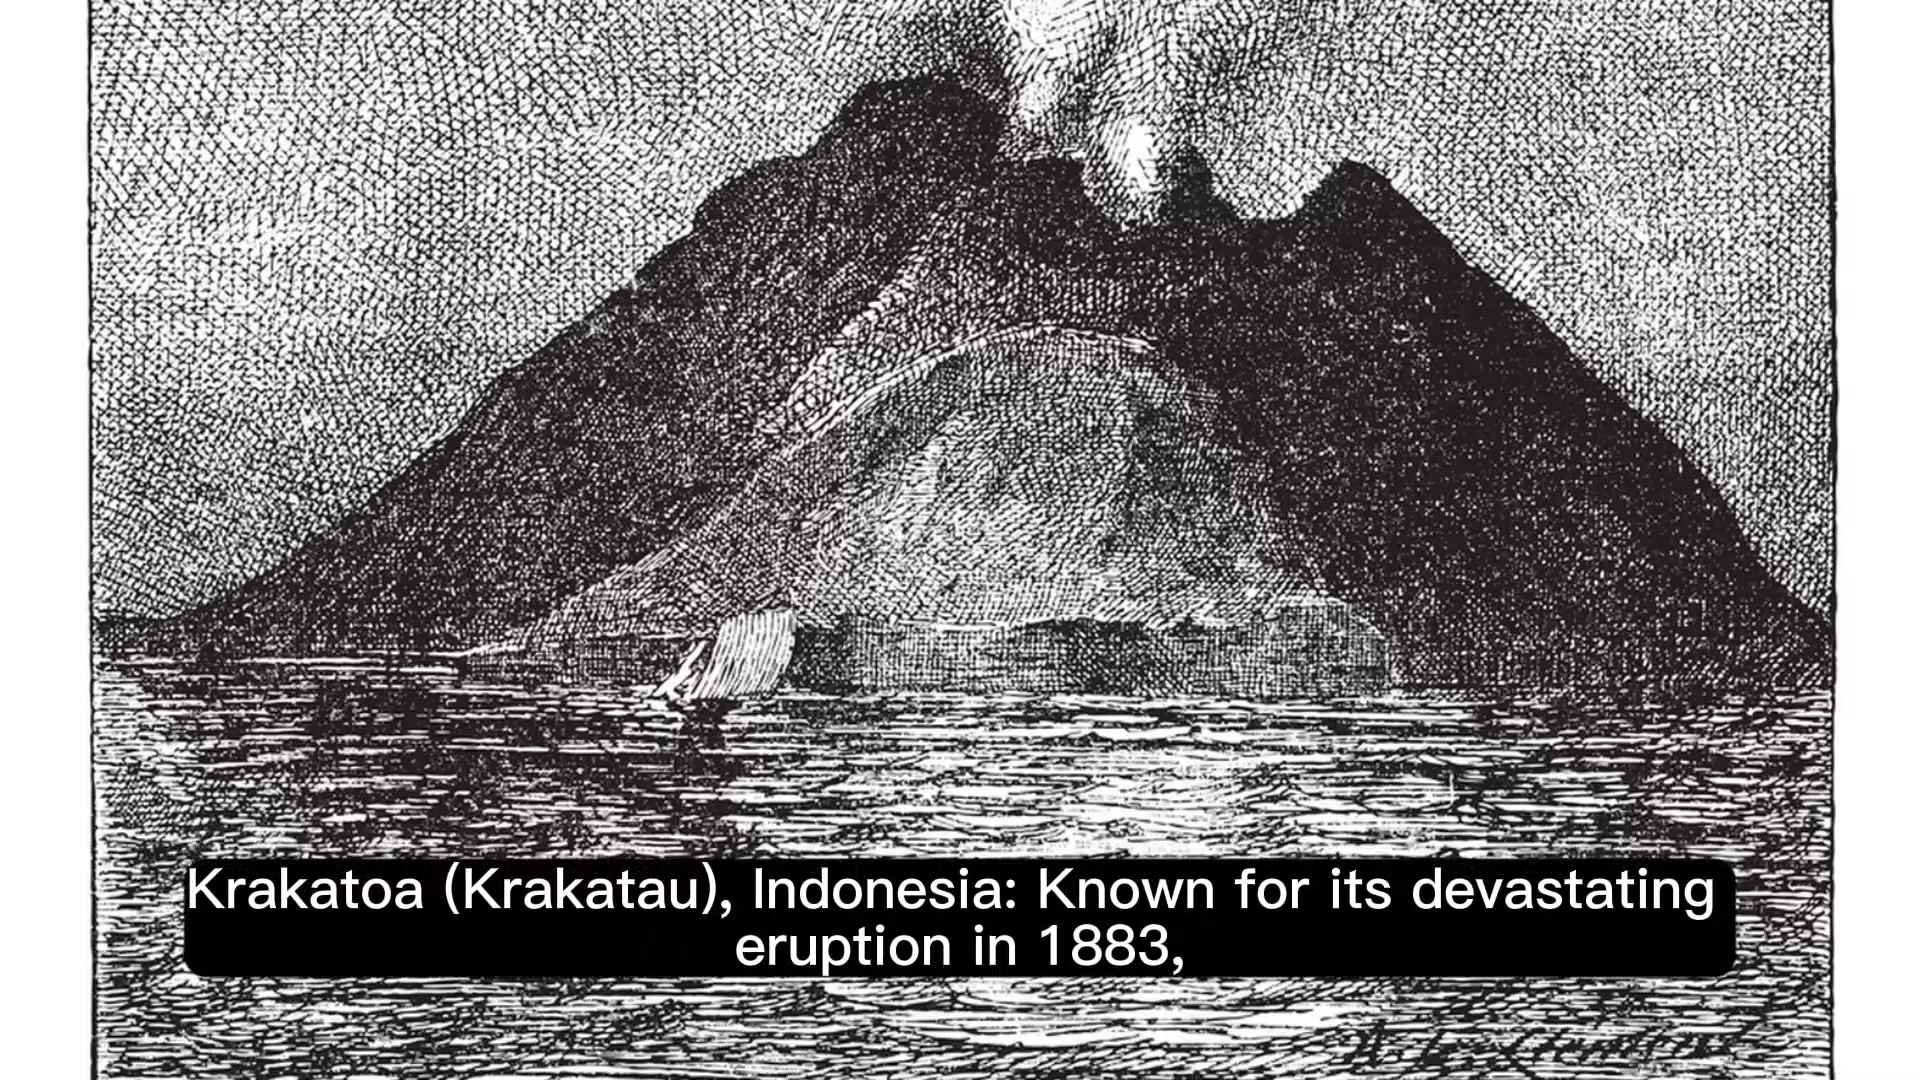 Krakatoa (Krakatau), Indonesia: Known for its devastating
eruption in 1883,